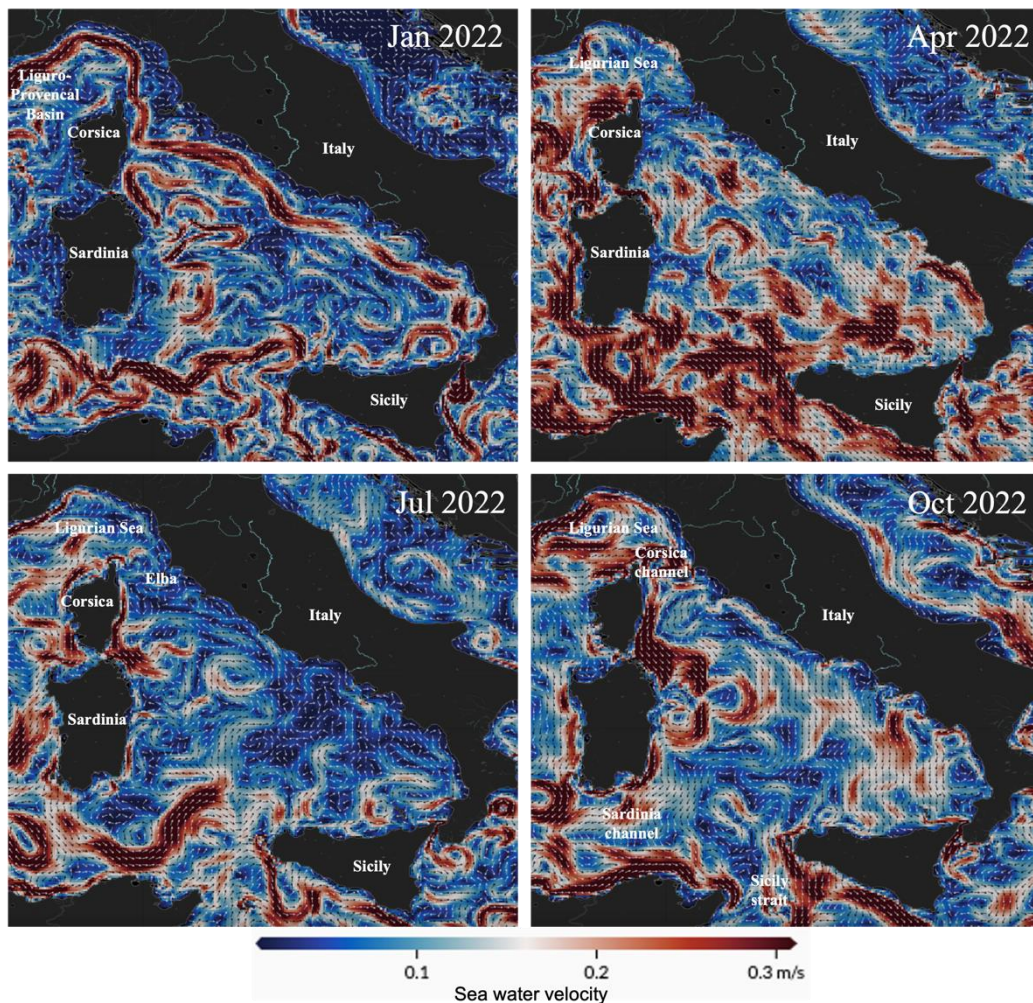 Jan 2022
Liguro-
Provencal
Basin
Corsica
Italy
Sardinia
Sicily
Apr 2022
Ligurian Sea
Corsica
Italy
Sardinia
Sicily
Jul 2022
Ligurian Sea
Elba
Corsica
Italy
Sardinia
Sicily
Oct 2022
Ligurian Sea
Corsica
channel
Italy
Sardinia
channel
Sicily
strait
0.1
0.2
0.3 m/s
Sea water velocity